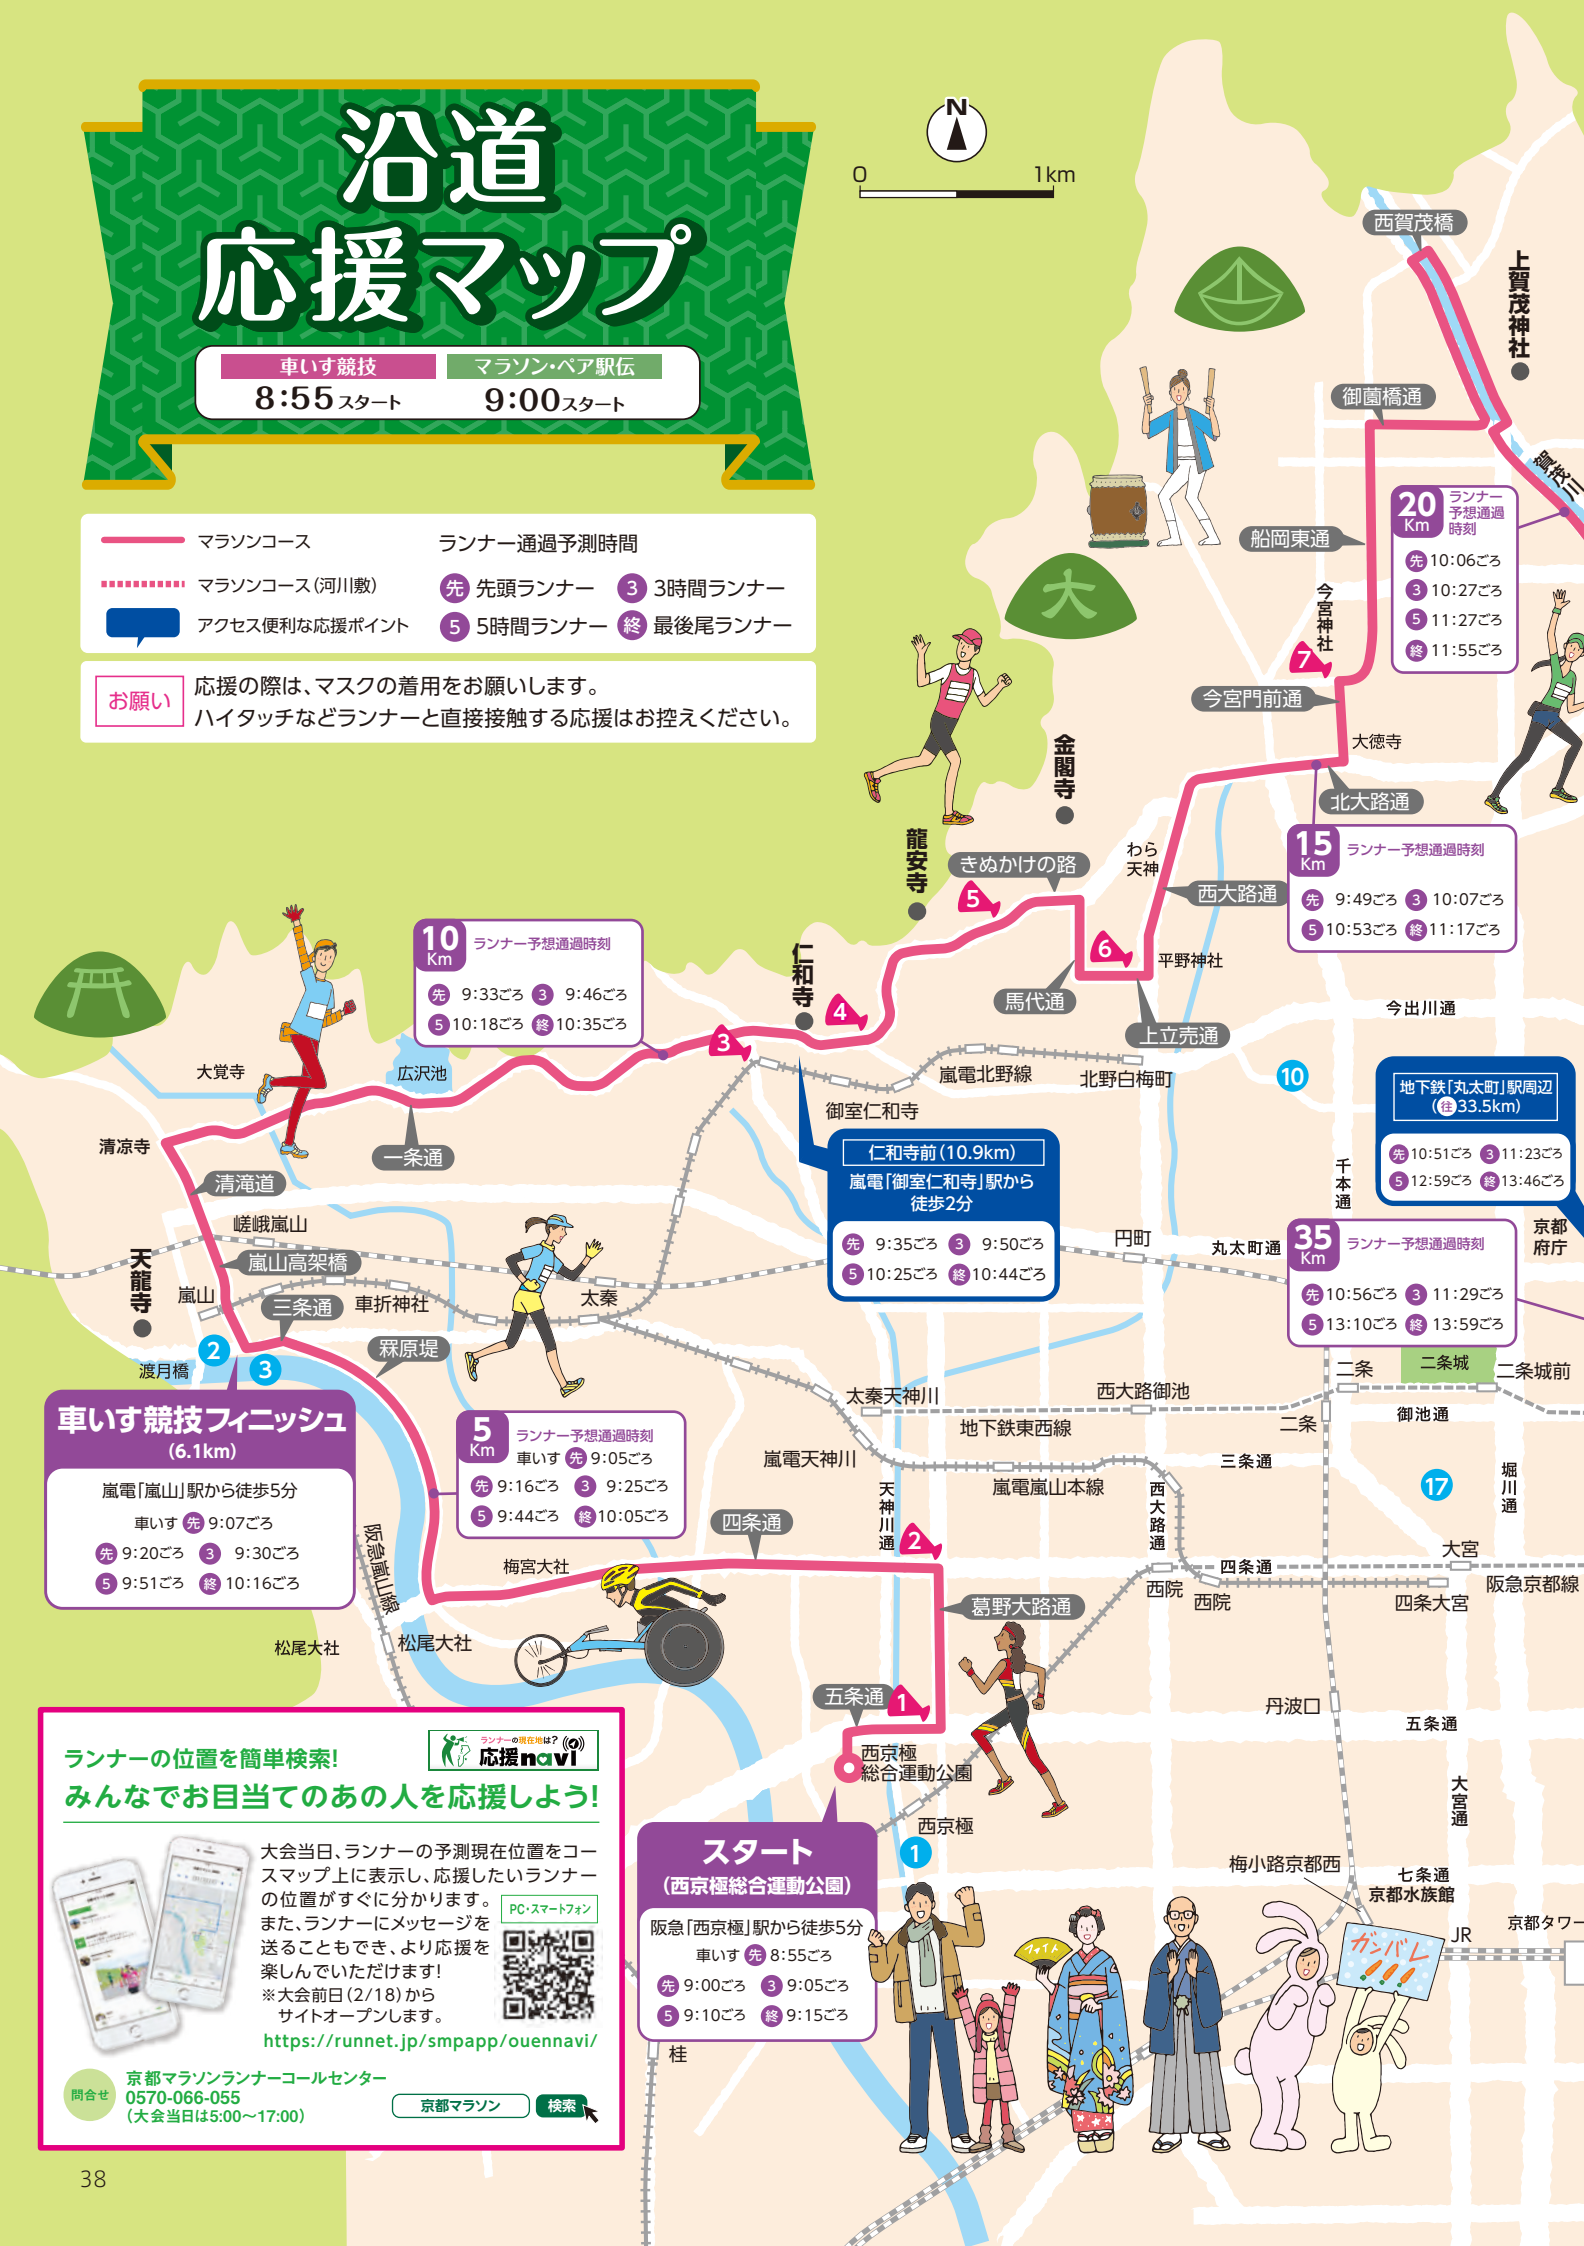 沿道
応援マップ
車いす競技
8:55スタート
マラソン・ペア駅伝
9:00スタート
マラソンコース
マラソンコース（河川敷）
アクセス便利な応援ポイント
ランナー通過予測時間
先 先頭ランナー 3 3時間ランナー
5 5時間ランナー 終 最後尾ランナー
お願い
応援の際は、マスクの着用をお願いします。
ハイタッチなどランナーと直接接触する応援はお控えください。
N
0 1km
西賀茂橋
上賀茂神社
御薗橋通
賀茂川
船岡東通
20Km
ランナー
予想通過
時刻
先 10:06ごろ
3 10:27ごろ
5 11:27ごろ
終 11:55ごろ
大
今宮神社
7
今宮門前通
大徳寺
北大路通
金閣寺
15Km ランナー予想通過時刻
先 9:49ごろ 3 10:07ごろ
5 10:53ごろ 終 11:17ごろ
わら
天神
西大路通
龍安寺
きぬかけの路
5
6
平野神社
馬代通
上立売通
今出川通
10Km ランナー予想通過時刻
先 9:33ごろ 3 9:46ごろ
5 10:18ごろ 終 10:35ごろ
仁和寺
4
3
大覚寺
広沢池
嵐電北野線
北野白梅町
10
御室仁和寺
清凉寺
一条通
清滝道
仁和寺前（10.9km）
嵐電「御室仁和寺」駅から
徒歩2分
先 9:35ごろ 3 9:50ごろ
5 10:25ごろ 終 10:44ごろ
地下鉄「丸太町」駅周辺
（往33.5km）
先 10:51ごろ 3 11:23ごろ
5 12:59ごろ 終 13:46ごろ
千本通
京都
府庁
円町
丸太町通
35Km ランナー予想通過時刻
先 10:56ごろ 3 11:29ごろ
5 13:10ごろ 終 13:59ごろ
嵯峨嵐山
嵐山高架橋
天龍寺
嵐山
三条通
車折神社
太秦
罧原堤
2
3
渡月橋
車いす競技フィニッシュ
（6.1km）
嵐電「嵐山」駅から徒歩5分
車いす 先 9:07ごろ
先 9:20ごろ 3 9:30ごろ
5 9:51ごろ 終 10:16ごろ
5Km ランナー予想通過時刻
車いす 先 9:05ごろ
先 9:16ごろ 3 9:25ごろ
5 9:44ごろ 終 10:05ごろ
太秦天神川
西大路御池
地下鉄東西線
二条
二条城
二条城前
御池通
二条
嵐電天神川
三条通
嵐電嵐山本線
天神川通
西大路通
17
堀川通
四条通
2
阪急嵐山線
梅宮大社
四条通
大宮
阪急京都線
西院
西院
四条大宮
葛野大路通
松尾大社
松尾大社
五条通
1
丹波口
五条通
西京極
総合運動公園
大宮通
西京極
1
スタート
（西京極総合運動公園）
阪急「西京極」駅から徒歩5分
車いす 先 8:55ごろ
先 9:00ごろ 3 9:05ごろ
5 9:10ごろ 終 9:15ごろ
桂
梅小路京都西
七条通
京都水族館
JR
京都タワー
ファイト
ガンバレ
ランナーの位置を簡単検索!
ランナーの現在地は?
応援navi
みんなでお目当てのあの人を応援しよう!
大会当日、ランナーの予測現在位置をコー
スマップ上に表示し、応援したいランナー
の位置がすぐに分かります。
また、ランナーにメッセージを
送ることもでき、より応援を
楽しんでいただけます!
※大会前日（2/18）から
サイトオープンします。
PC・スマートフォン
https://runnet.jp/smpapp/ouennavi/
問合せ
京都マラソンランナーコールセンター
0570-066-055
（大会当日は5:00〜17:00）
京都マラソン 検索
38